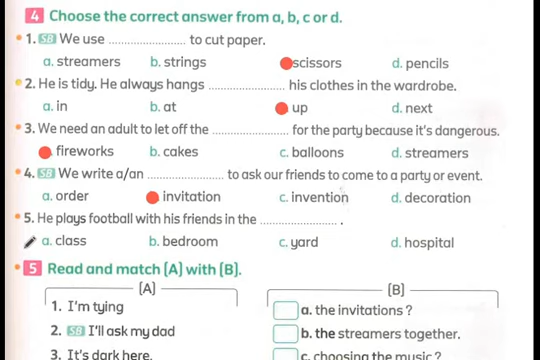 4 Choose the correct answer from a, b, c or d.
1. SB We use ........................ to cut paper.
a. streamers b. strings scissors d. pencils
2. He is tidy. He always hangs ........................ his clothes in the wardrobe.
a. in b. at up d. next
3. We need an adult to let off the ........................ for the party because it's dangerous.
fireworks b. cakes c. balloons d. streamers
4. SB We write a/an ........................ to ask our friends to come to a party or event.
a. order invitation c. invention d. decoration
5. He plays football with his friends in the ........................ .
a. class b. bedroom c. yard d. hospital
5 Read and match (A) with (B).
(A) (B)
1. I'm tying a. the invitations ?
2. SB I'll ask my dad b. the streamers together.
3. It's dark here. c. choosing the music ?